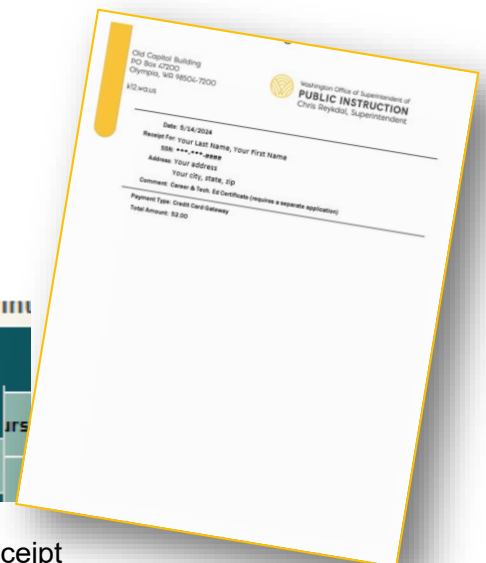 Old Capitol Building
PO Box 47200
Olympia, WA 98504-7200
k12.wa.us
Washington Office of Superintendent of
PUBLIC INSTRUCTION
Chris Reykdal, Superintendent
Date: 5/14/2024
Receipt For: Your Last Name, Your First Name
SSN: ***-***-####
Address: Your address
Your city, state, zip
Comment: Career & Tech. Ed Certificate (requires a separate application)
Payment Type: Credit Card Gateway
Total Amount: 52.00
urs
ceipt